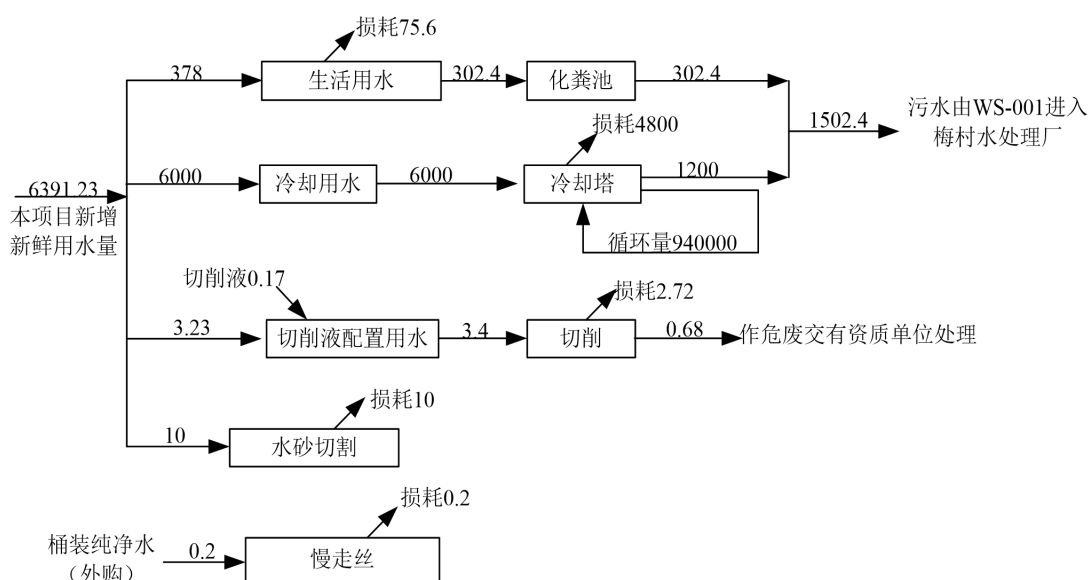 损耗75.6
378
生活用水
302.4
化粪池
302.4
污水由WS-001进入
梅村水处理厂
1502.4
损耗4800
6391.23
本项目新增
新鲜用水量
6000
冷却用水
6000
冷却塔
1200
循环量940000
切削液0.17
3.23
切削液配置用水
3.4
损耗2.72
切削
0.68
作危废交有资质单位处理
损耗10
10
水砂切割
损耗0.2
桶装纯净水
（外购）
0.2
慢走丝